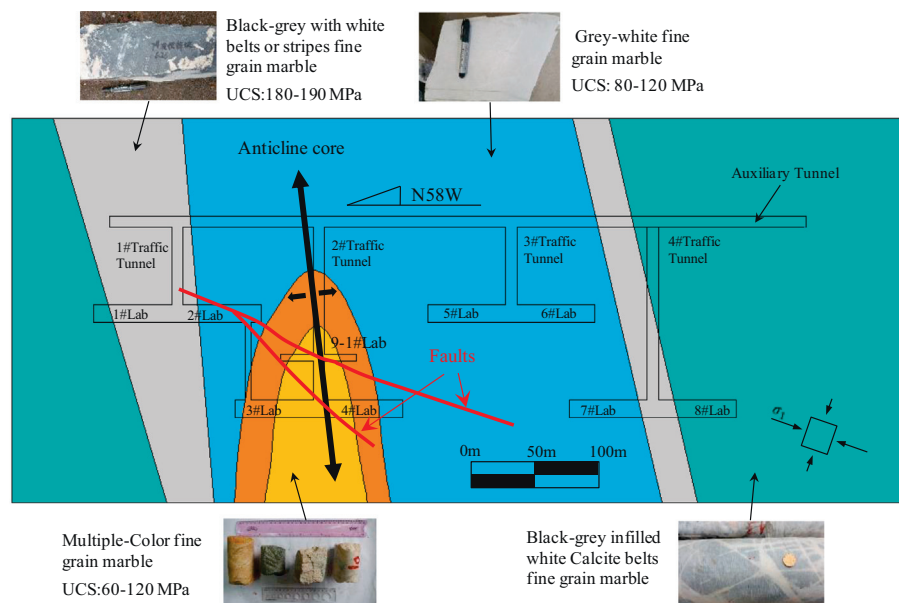 Black-grey with white
belts or stripes fine
grain marble
UCS:180-190 MPa
Grey-white fine
grain marble
UCS: 80-120 MPa
Anticline core
N58W
Auxiliary Tunnel
1#Traffic
Tunnel
2#Traffic
Tunnel
3#Traffic
Tunnel
4#Traffic
Tunnel
1#Lab
2#Lab
5#Lab
6#Lab
9-1#Lab
Faults
3#Lab
4#Lab
7#Lab
8#Lab
σ1
0m
50m
100m
Multiple-Color fine
grain marble
UCS:60-120 MPa
Black-grey infilled
white Calcite belts
fine grain marble